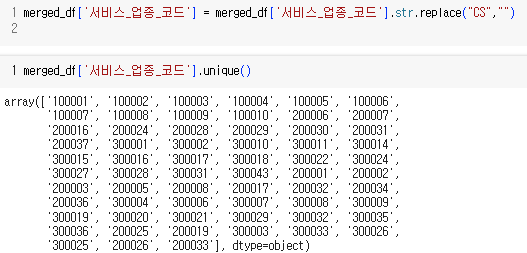 1 merged_df['서비스_업종_코드'] = merged_df['서비스_업종_코드'].str.replace("CS","")
2
1 merged_df['서비스_업종_코드'].unique()
array(['100001', '100002', '100003', '100004', '100005', '100006',
'100007', '100008', '100009', '100010', '200006', '200007',
'200016', '200024', '200028', '200029', '200030', '200031',
'200037', '300001', '300002', '300010', '300011', '300014',
'300015', '300016', '300017', '300018', '300022', '300024',
'300027', '300028', '300031', '300043', '200001', '200002',
'200003', '200005', '200008', '200017', '200032', '200034',
'200036', '300004', '300006', '300007', '300008', '300009',
'300019', '300020', '300021', '300029', '300032', '300035',
'300036', '200025', '200019', '300003', '300033', '300026',
'300025', '200026', '200033'], dtype=object)